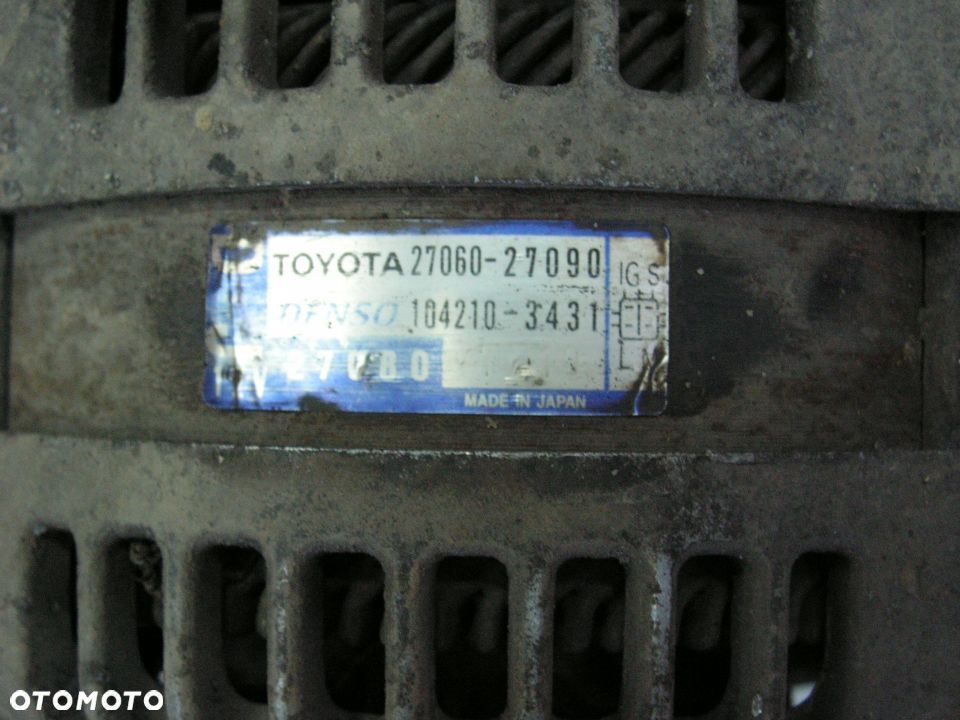 TOYOTA 27060-27090
DENSO 104210-3431
27080
IG S
L
MADE IN JAPAN
OTOMOTO